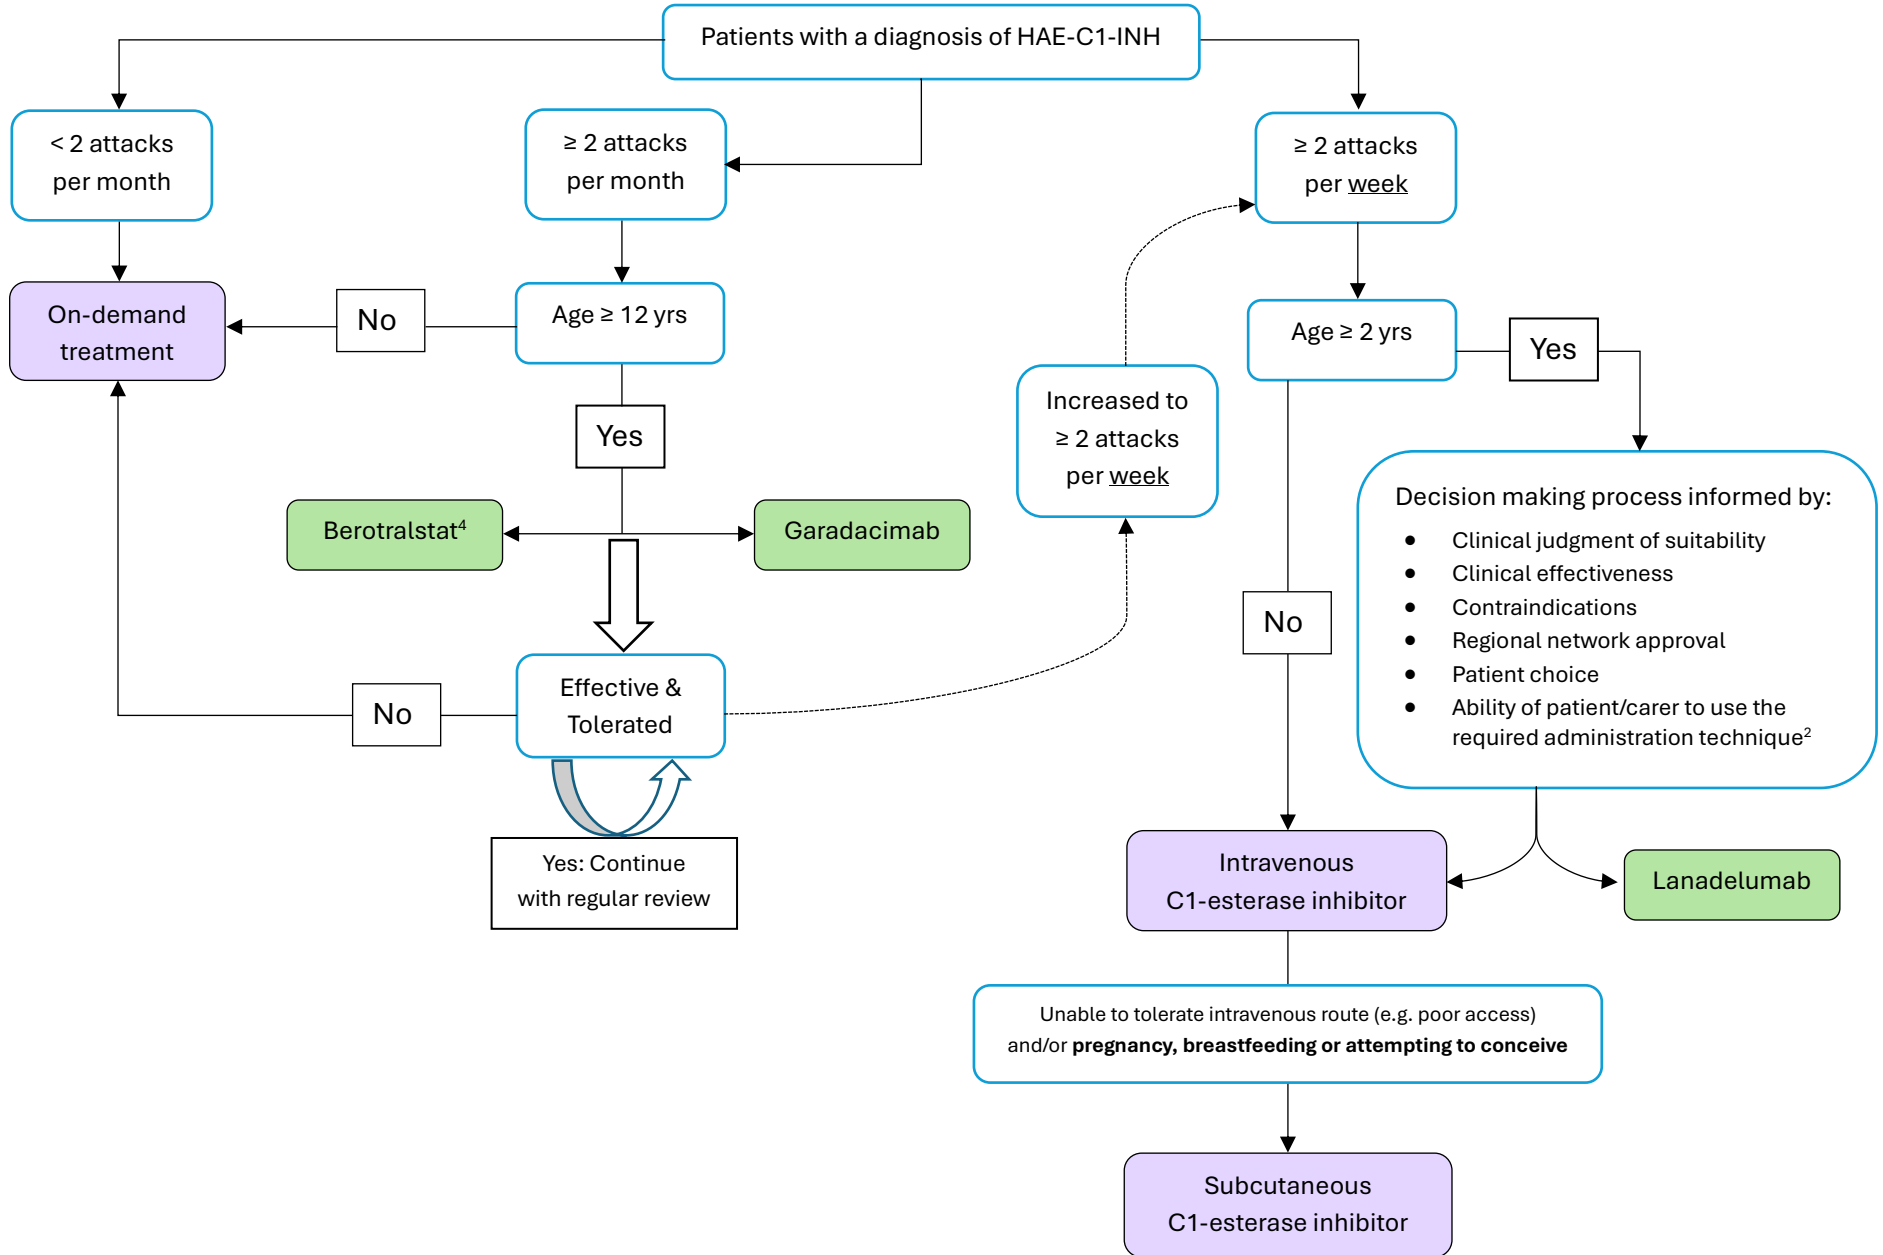 Patients with a diagnosis of HAE-C1-INH
< 2 attacks
per month
≥ 2 attacks
per month
≥ 2 attacks
per week
On-demand
treatment
No
Age ≥ 12 yrs
Age ≥ 2 yrs
Yes
Yes
Increased to
≥ 2 attacks
per week
Berotralstat⁴
Garadacimab
Decision making process informed by:
● Clinical judgment of suitability
● Clinical effectiveness
● Contraindications
● Regional network approval
● Patient choice
● Ability of patient/carer to use the
required administration technique²
No
No
Effective &
Tolerated
Yes: Continue
with regular review
Intravenous
C1-esterase inhibitor
Lanadelumab
Unable to tolerate intravenous route (e.g. poor access)
and/or pregnancy, breastfeeding or attempting to conceive
Subcutaneous
C1-esterase inhibitor